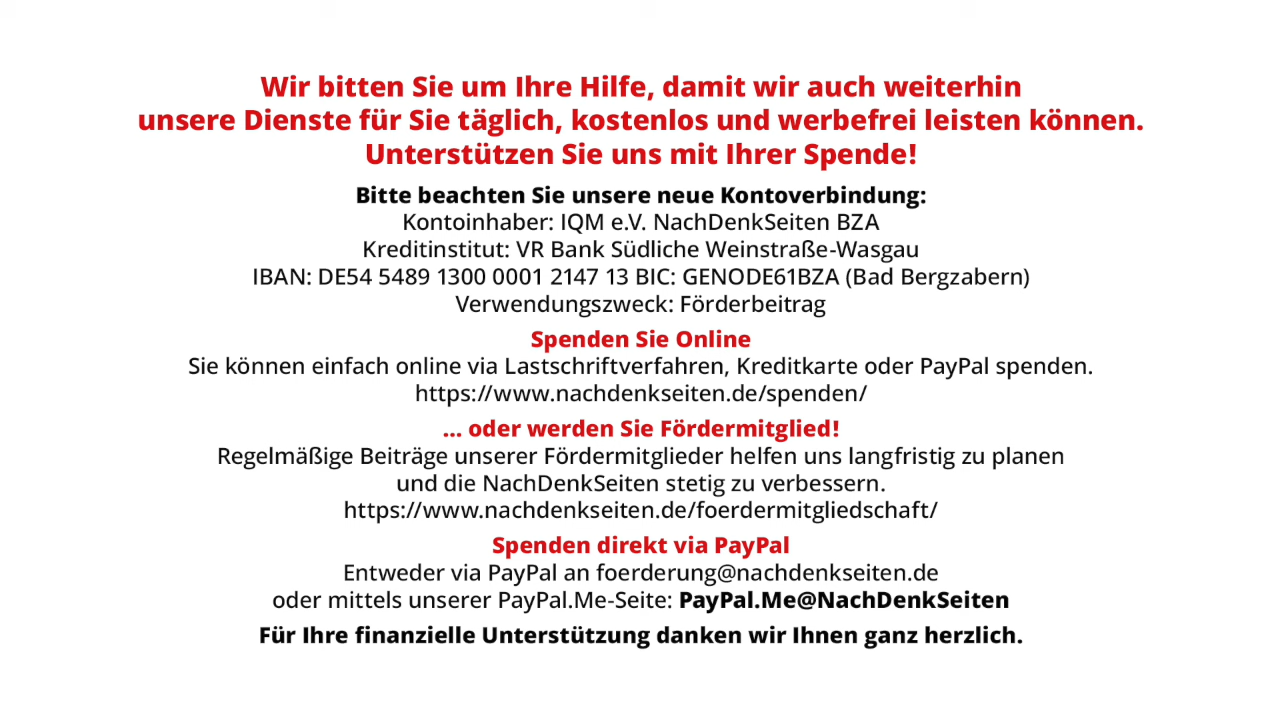 Wir bitten Sie um Ihre Hilfe, damit wir auch weiterhin
unsere Dienste für Sie täglich, kostenlos und werbefrei leisten können.
Unterstützen Sie uns mit Ihrer Spende!
Bitte beachten Sie unsere neue Kontoverbindung:
Kontoinhaber: IQM e.V. NachDenkSeiten BZA
Kreditinstitut: VR Bank Südliche Weinstraße-Wasgau
IBAN: DE54 5489 1300 0001 2147 13 BIC: GENODE61BZA (Bad Bergzabern)
Verwendungszweck: Förderbeitrag
Spenden Sie Online
Sie können einfach online via Lastschriftverfahren, Kreditkarte oder PayPal spenden.
https://www.nachdenkseiten.de/spenden/
... oder werden Sie Fördermitglied!
Regelmäßige Beiträge unserer Fördermitglieder helfen uns langfristig zu planen
und die NachDenkSeiten stetig zu verbessern.
https://www.nachdenkseiten.de/foerdermitgliedschaft/
Spenden direkt via PayPal
Entweder via PayPal an foerderung@nachdenkseiten.de
oder mittels unserer PayPal.Me-Seite: PayPal.Me@NachDenkSeiten
Für Ihre finanzielle Unterstützung danken wir Ihnen ganz herzlich.